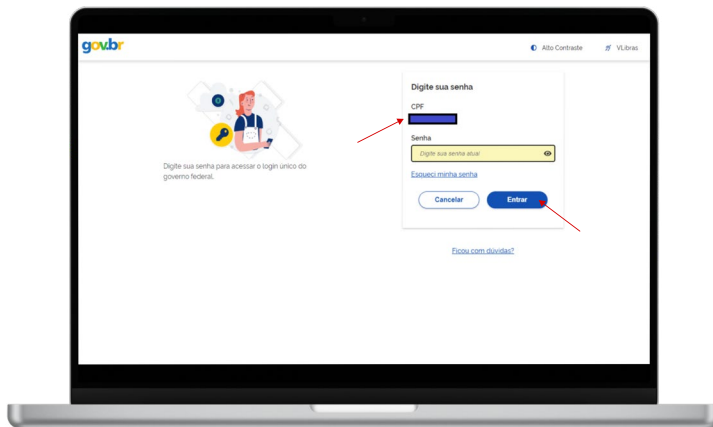 gov.br
Alto Contraste
VLibras
Digite sua senha
CPF
Senha
Digite sua senha atual
Digite sua senha para acessar o login único do
governo federal.
Esqueci minha senha
Cancelar
Entrar
Ficou com dúvidas?